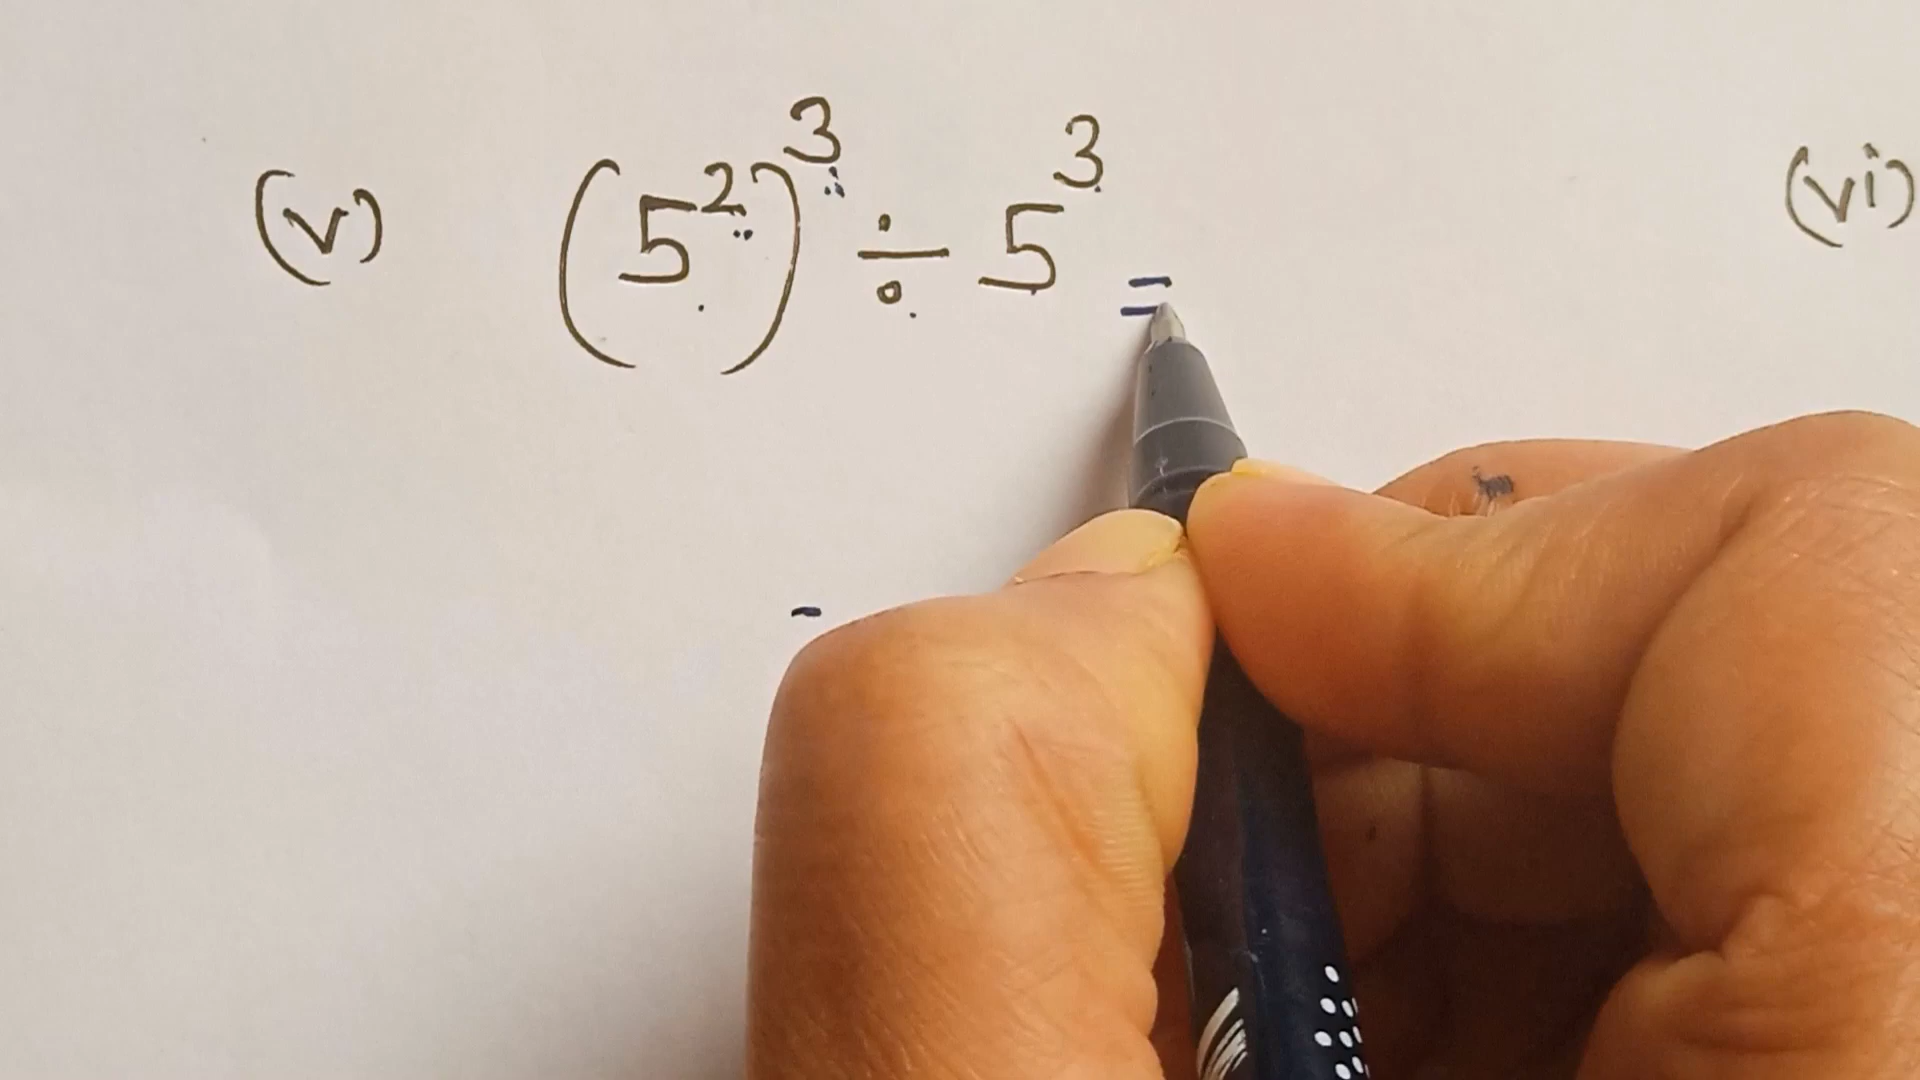 (v) (5²)³ ÷ 5³ = (vi)